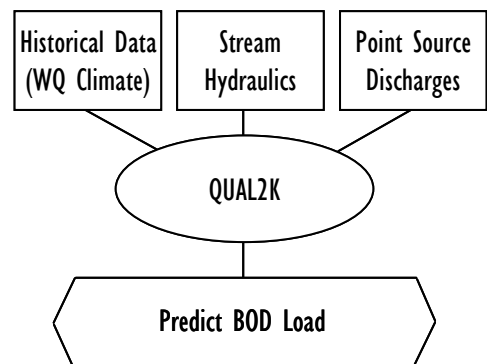 Historical Data
(WQ Climate)
Stream
Hydraulics
Point Source
Discharges
QUAL2K
Predict BOD Load